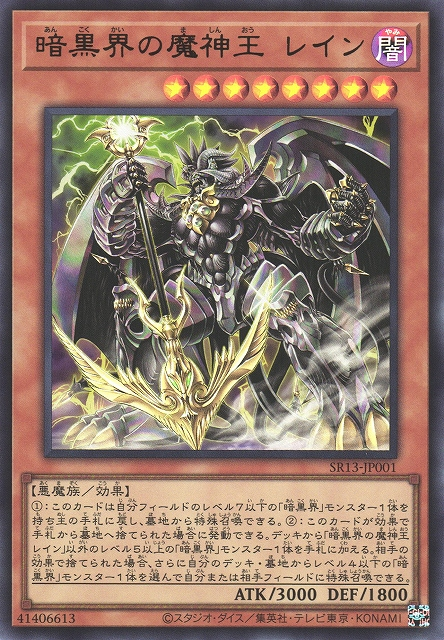 暗黒界の魔神王 レイン
闇
SR13-JP001
【悪魔族/効果】
①:このカードは自分フィールドのレベル7以下の「暗黒界」モンスター1体を
持ち主の手札に戻し、墓地から特殊召喚できる。②:このカードが効果で
手札から墓地へ捨てられた場合に発動できる。デッキから「暗黒界の魔神王
レイン」以外のレベル5以上の「暗黒界」モンスター1体を手札に加える。相手の
効果で捨てられた場合、さらに自分のデッキ・墓地からレベル4以下の「暗
黒界」モンスター1体を選んで自分または相手フィールドに特殊召喚できる。
ATK/3000 DEF/1800
41406613 ©スタジオ・ダイス/集英社・テレビ東京・KONAMI